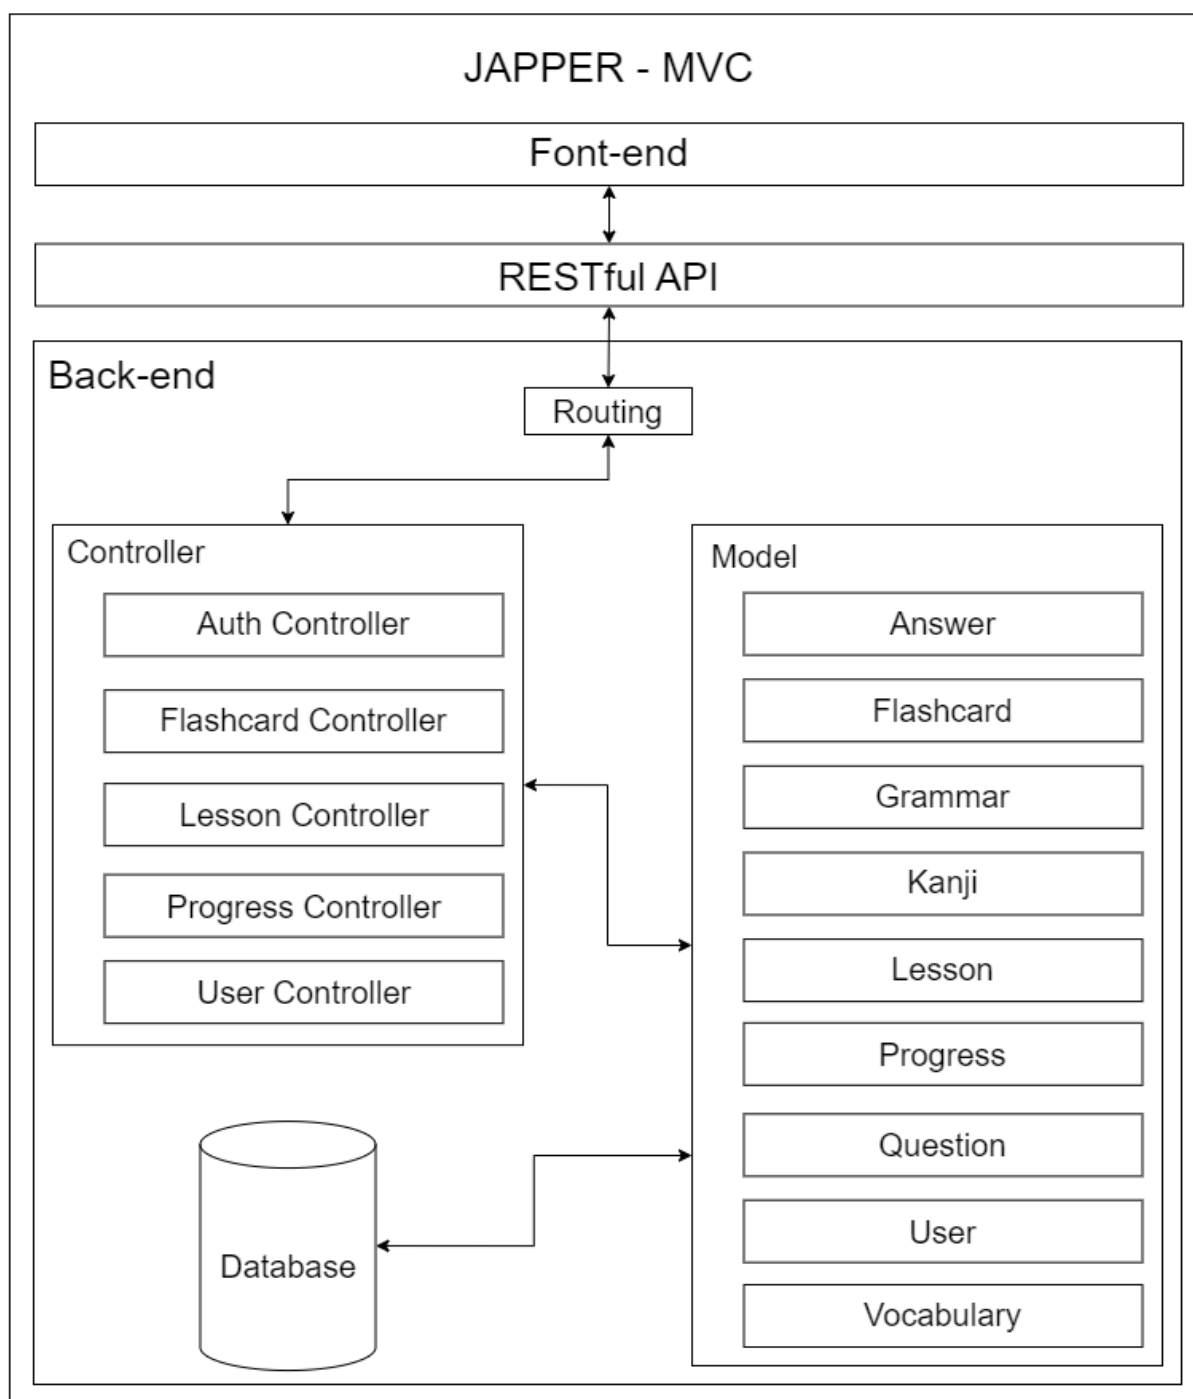 JAPPER - MVC
Font-end
RESTful API
Back-end
Routing
Controller
Auth Controller
Flashcard Controller
Lesson Controller
Progress Controller
User Controller
Model
Answer
Flashcard
Grammar
Kanji
Lesson
Progress
Question
User
Vocabulary
Database